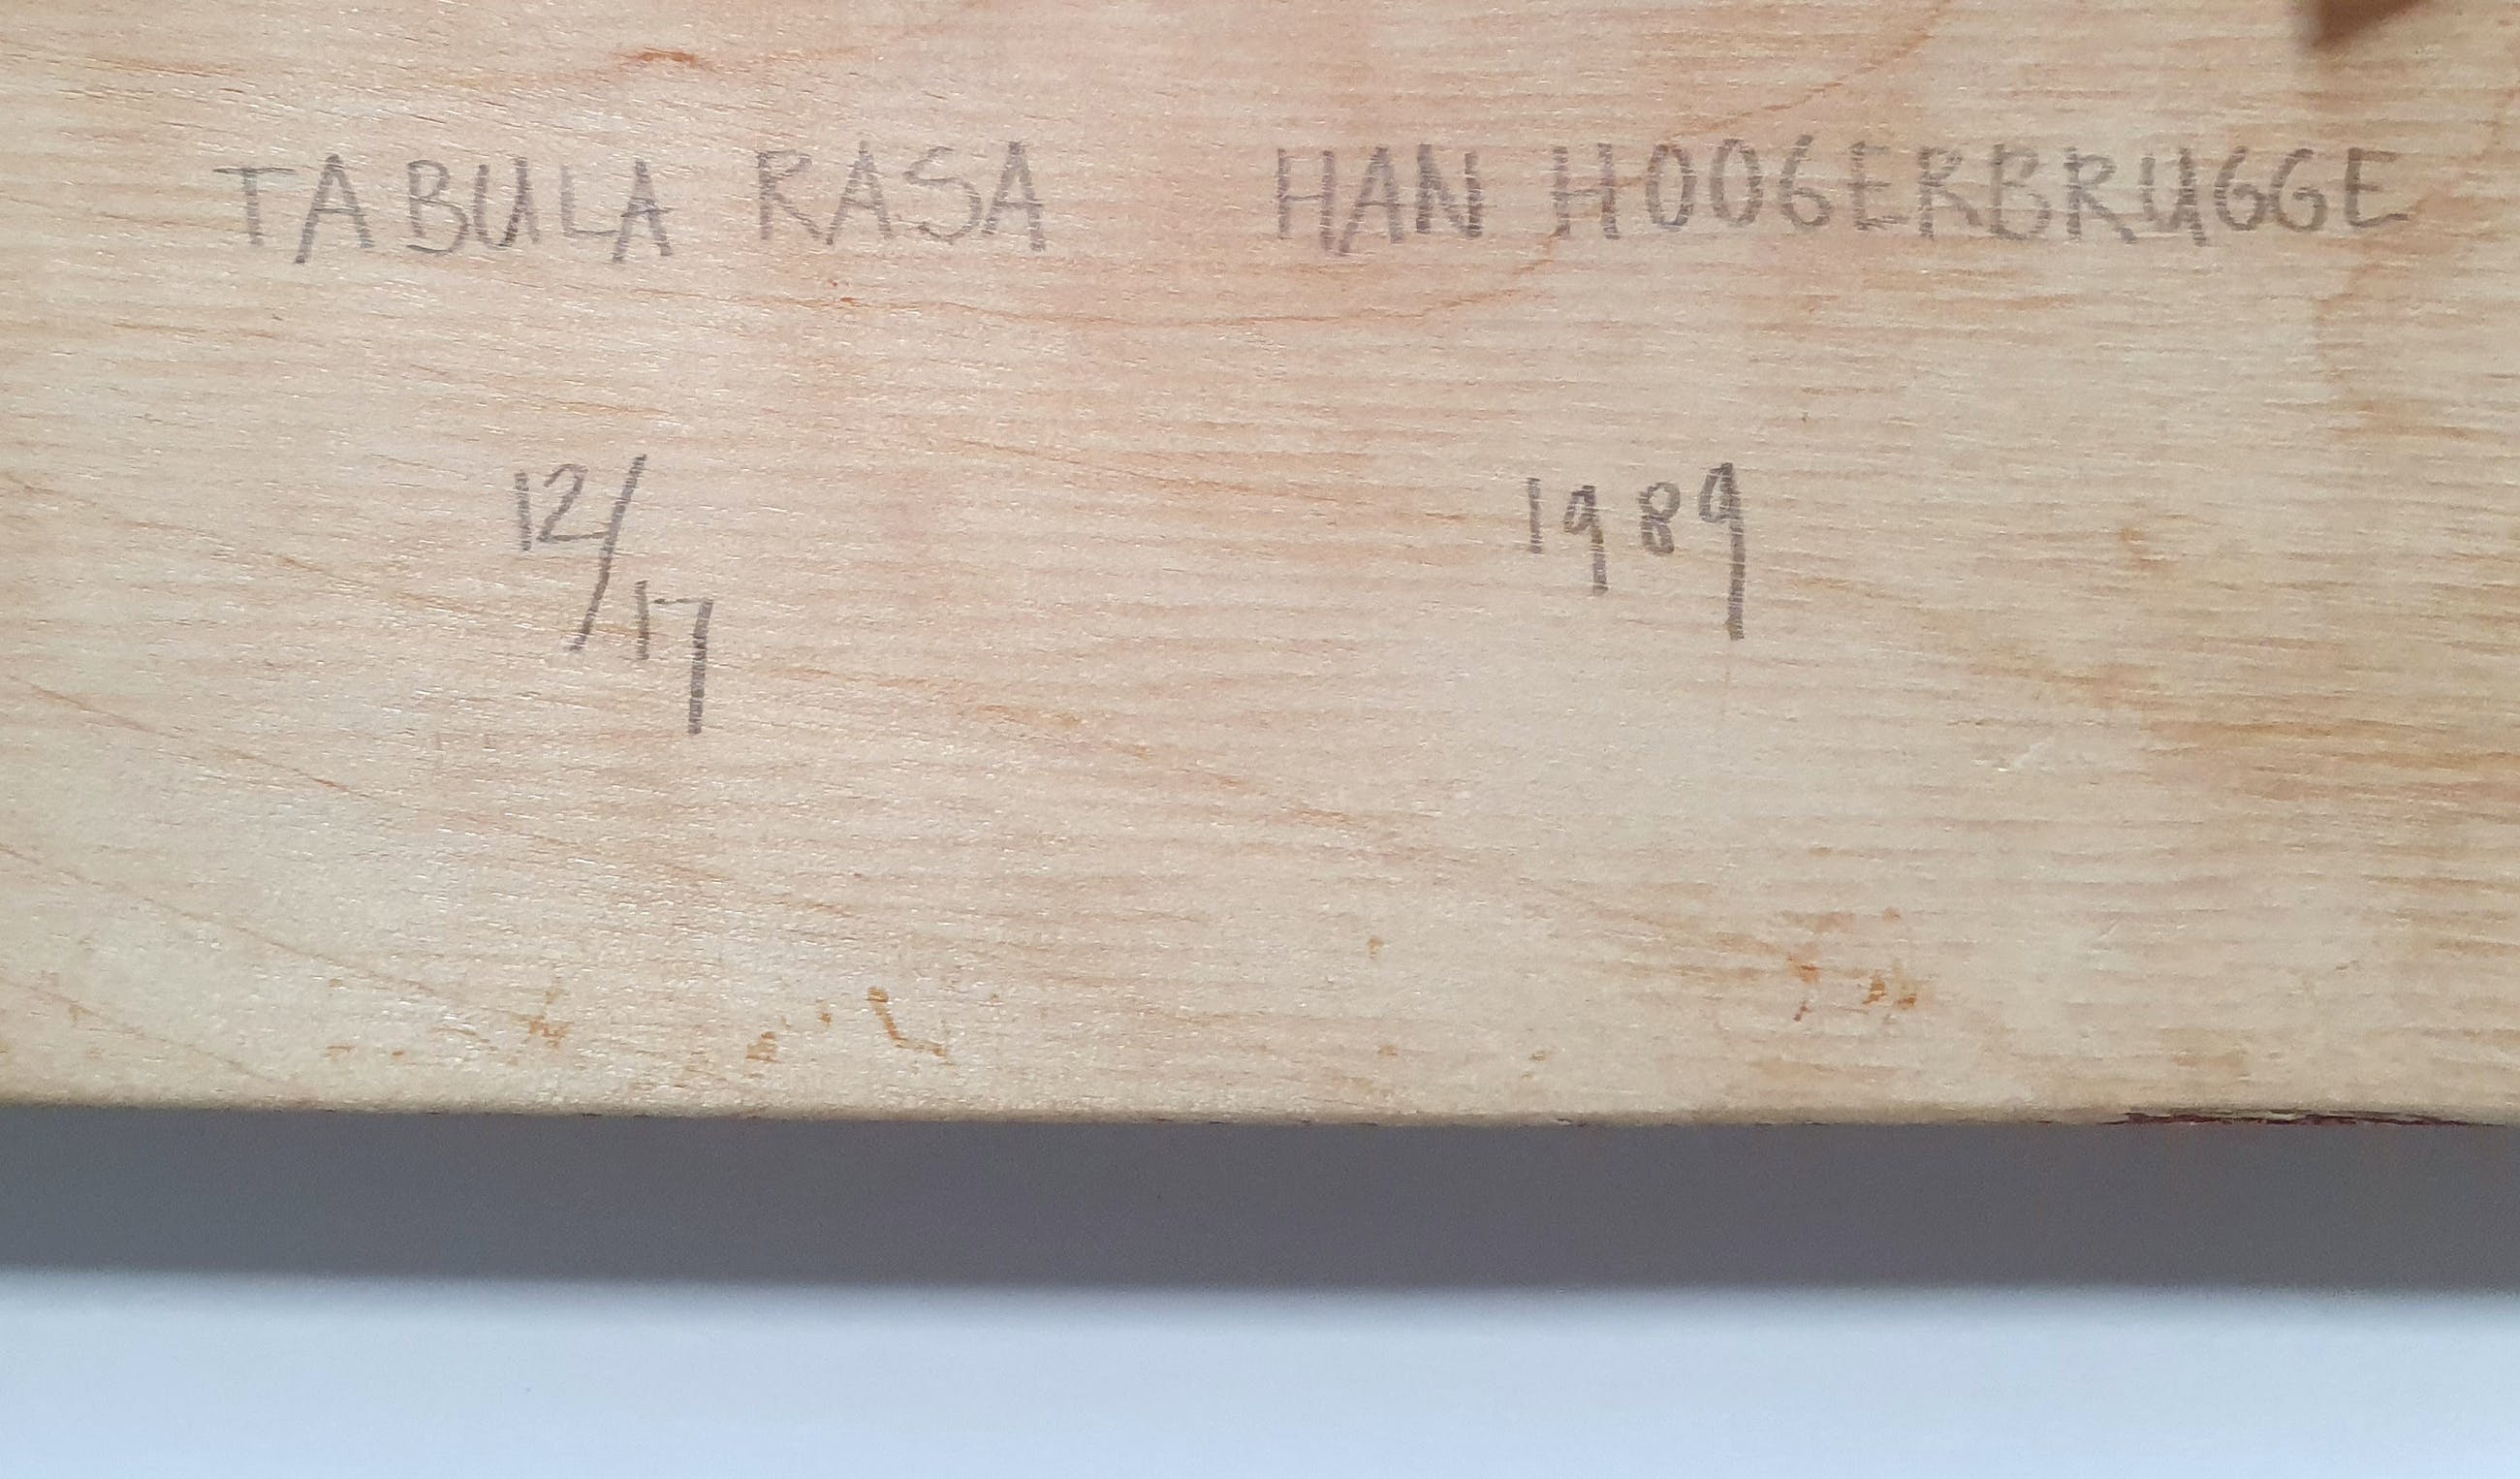 TABULA RASA HAN HOOGERBRUGGE
12/17 1989